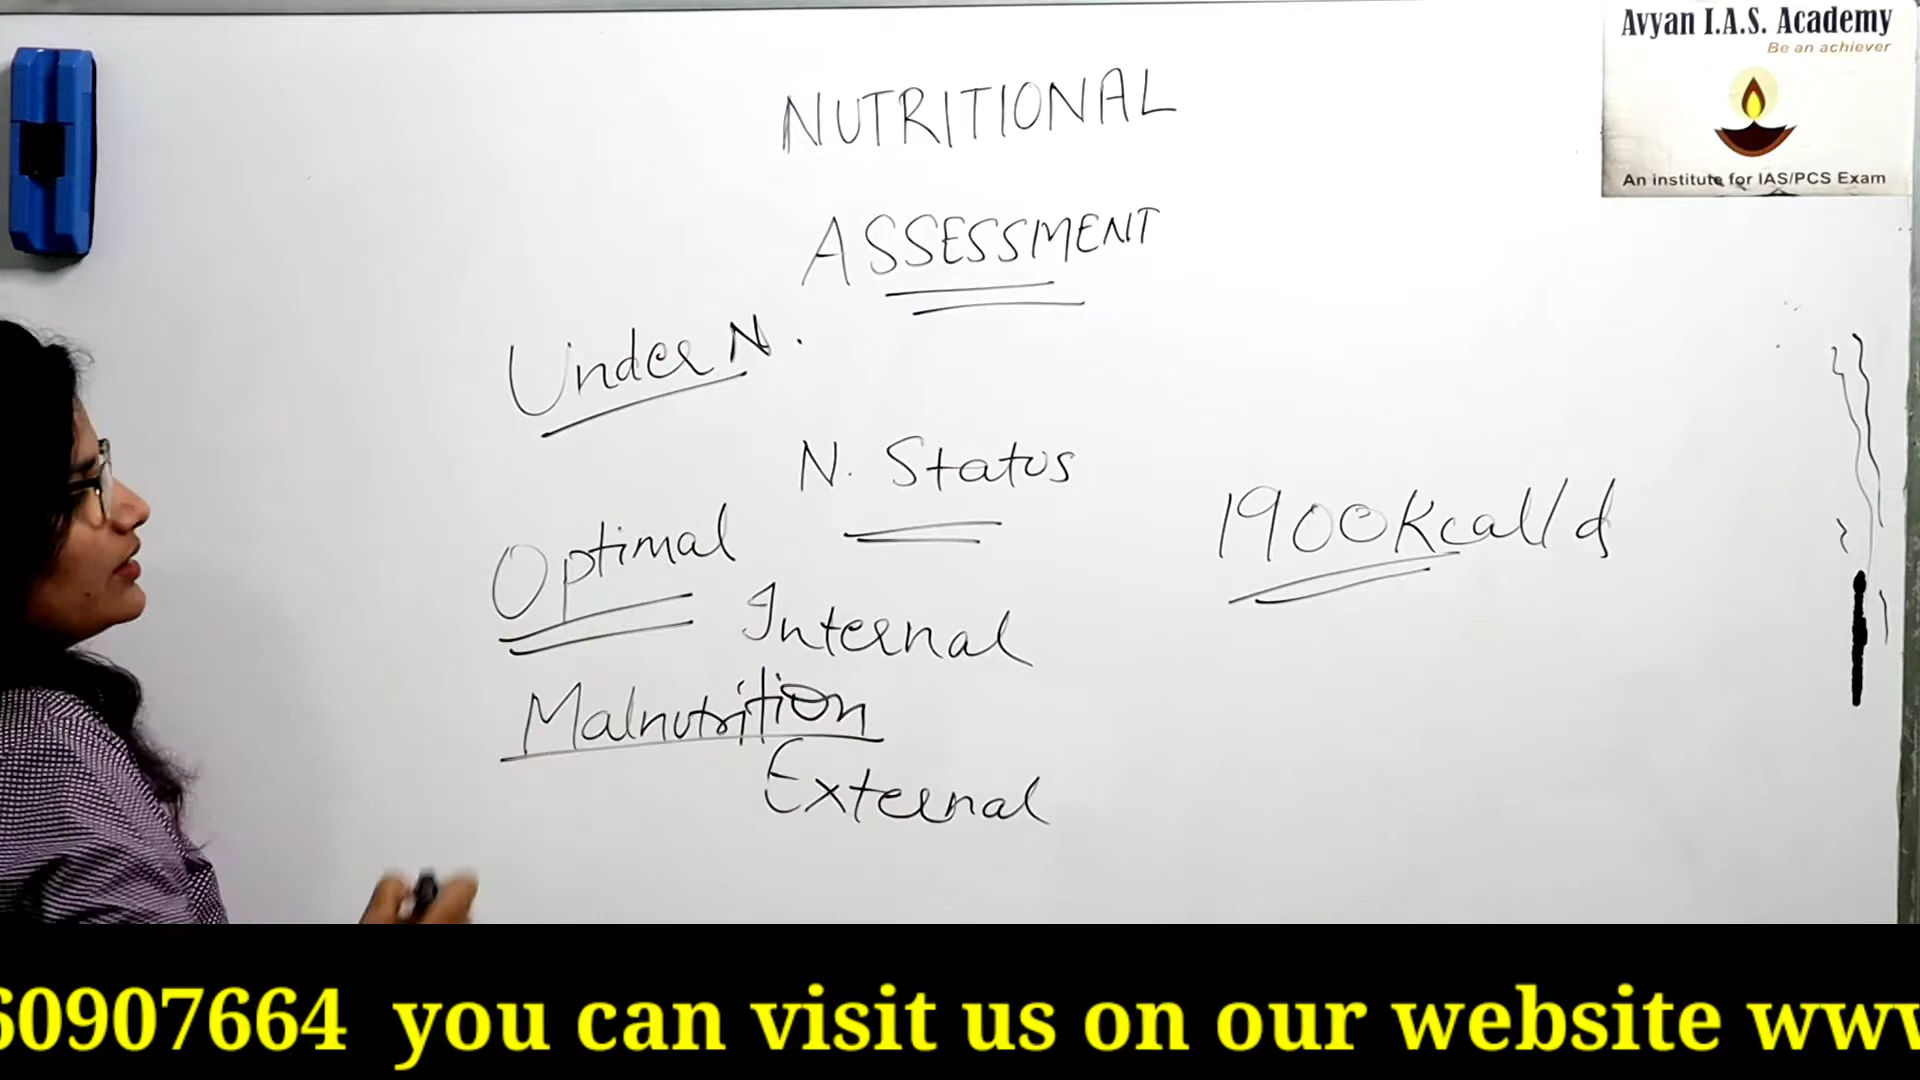 Avyan I.A.S. Academy
Be an achiever
An institute for IAS/PCS Exam
NUTRITIONAL
ASSESSMENT
Under N.
N. Status
Optimal
1900Kcal/d
Internal
Malnutrition
External
60907664 you can visit us on our website www